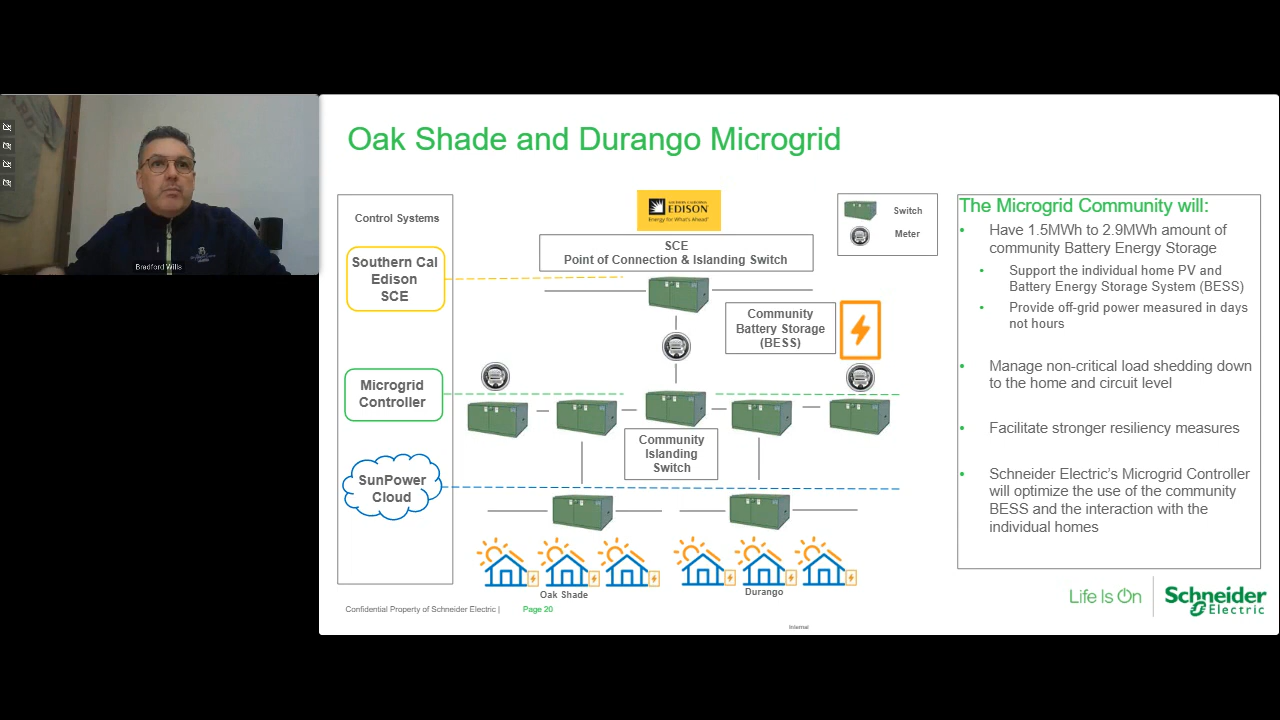 Oak Shade and Durango Microgrid
Bradford Wills
Control Systems
Southern Cal
Edison
SCE
Microgrid
Controller
SunPower
Cloud
SOUTHERN CALIFORNIA
EDISON
Energy for What's Ahead
SCE
Point of Connection & Islanding Switch
Switch
Meter
Community
Battery Storage
(BESS)
Community
Islanding
Switch
Oak Shade
Durango
The Microgrid Community will:
• Have 1.5MWh to 2.9MWh amount of
community Battery Energy Storage
• Support the individual home PV and
Battery Energy Storage System (BESS)
• Provide off-grid power measured in days
not hours
• Manage non-critical load shedding down
to the home and circuit level
• Facilitate stronger resiliency measures
• Schneider Electric's Microgrid Controller
will optimize the use of the community
BESS and the interaction with the
individual homes
Confidential Property of Schneider Electric | Page 20
Internal
Life Is On
Schneider
Electric